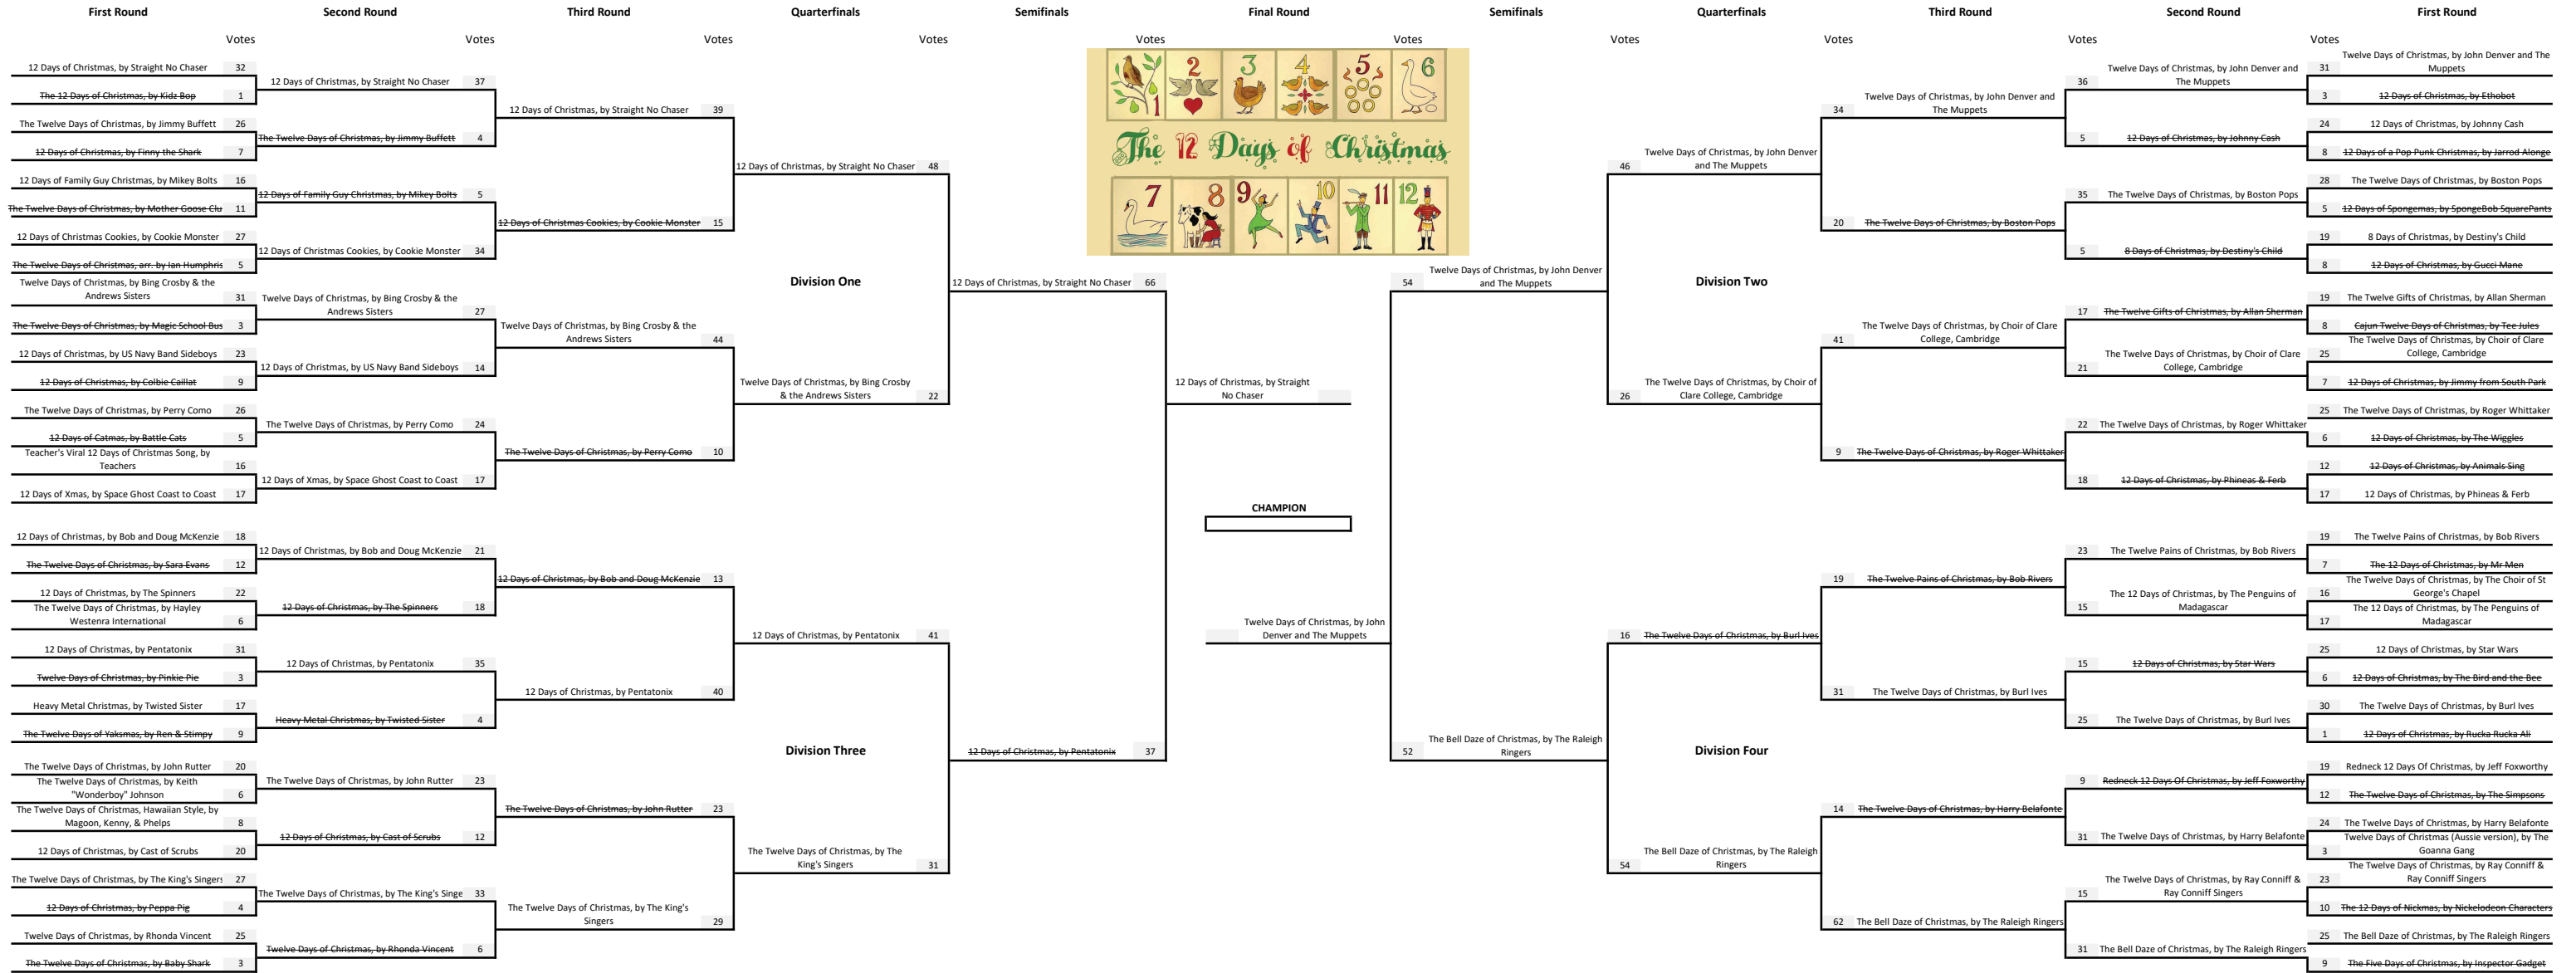 First Round
Second Round
Third Round
Quarterfinals
Semifinals
Final Round
Semifinals
Quarterfinals
Third Round
Second Round
First Round
Votes
Votes
Votes
Votes
Votes
Votes
Votes
Votes
Votes
Votes
12 Days of Christmas, by Straight No Chaser 32
The 12 Days of Christmas, by Kidz Bop 1
The Twelve Days of Christmas, by Jimmy Buffett 26
12 Days of Christmas, by Finny the Shark 7
12 Days of Family Guy Christmas, by Mikey Bolts 16
The Twelve Days of Christmas, by Mother Goose Clu 11
12 Days of Christmas Cookies, by Cookie Monster 27
The Twelve Days of Christmas, arr. by Ian Humphris 5
Twelve Days of Christmas, by Bing Crosby & the
Andrews Sisters 31
The Twelve Days of Christmas, by Magic School Bus 3
12 Days of Christmas, by US Navy Band Sideboys 23
12 Days of Christmas, by Colbie Caillat 9
The Twelve Days of Christmas, by Perry Como 26
12 Days of Catmas, by Battle Cats 5
Teacher's Viral 12 Days of Christmas Song, by
Teachers 16
12 Days of Xmas, by Space Ghost Coast to Coast 17
12 Days of Christmas, by Bob and Doug McKenzie 18
The Twelve Days of Christmas, by Sara Evans 12
12 Days of Christmas, by The Spinners 22
The Twelve Days of Christmas, by Hayley
Westenra International 6
12 Days of Christmas, by Pentatonix 31
Twelve Days of Christmas, by Pinkie Pie 3
Heavy Metal Christmas, by Twisted Sister 17
The Twelve Days of Yaksmas, by Ren & Stimpy 9
The Twelve Days of Christmas, by John Rutter 20
The Twelve Days of Christmas, by Keith
"Wonderboy" Johnson 6
The Twelve Days of Christmas, Hawaiian Style, by
Magoon, Kenny, & Phelps 8
12 Days of Christmas, by Cast of Scrubs 20
The Twelve Days of Christmas, by The King's Singers 27
12 Days of Christmas, by Peppa Pig 4
Twelve Days of Christmas, by Rhonda Vincent 25
The Twelve Days of Christmas, by Baby Shark 3
12 Days of Christmas, by Straight No Chaser 37
The Twelve Days of Christmas, by Jimmy Buffett 4
12 Days of Family Guy Christmas, by Mikey Bolts 5
12 Days of Christmas Cookies, by Cookie Monster 34
Twelve Days of Christmas, by Bing Crosby & the
Andrews Sisters 27
12 Days of Christmas, by US Navy Band Sideboys 14
The Twelve Days of Christmas, by Perry Como 24
12 Days of Xmas, by Space Ghost Coast to Coast 17
12 Days of Christmas, by Bob and Doug McKenzie 21
12 Days of Christmas, by The Spinners 18
12 Days of Christmas, by Pentatonix 35
Heavy Metal Christmas, by Twisted Sister 4
The Twelve Days of Christmas, by John Rutter 23
12 Days of Christmas, by Cast of Scrubs 12
The Twelve Days of Christmas, by The King's Singe 33
Twelve Days of Christmas, by Rhonda Vincent 6
12 Days of Christmas, by Straight No Chaser 39
12 Days of Christmas Cookies, by Cookie Monster 15
Twelve Days of Christmas, by Bing Crosby & the
Andrews Sisters 44
The Twelve Days of Christmas, by Perry Como 10
12 Days of Christmas, by Bob and Doug McKenzie 13
12 Days of Christmas, by Pentatonix 40
The Twelve Days of Christmas, by John Rutter 23
The Twelve Days of Christmas, by The King's
Singers 29
12 Days of Christmas, by Straight No Chaser 48
Division One
Twelve Days of Christmas, by Bing Crosby
& the Andrews Sisters 22
12 Days of Christmas, by Pentatonix 41
Division Three
The Twelve Days of Christmas, by The
King's Singers 31
12 Days of Christmas, by Straight No Chaser 66
12 Days of Christmas, by Pentatonix 37
1 2 3 4 5 6
The 12 Days of Christmas
7 8 9 10 11 12
12 Days of Christmas, by Straight
No Chaser
CHAMPION
Twelve Days of Christmas, by John
Denver and The Muppets
54 Twelve Days of Christmas, by John Denver
and The Muppets
52 The Bell Daze of Christmas, by The Raleigh
Ringers
46 Twelve Days of Christmas, by John Denver
and The Muppets
Division Two
26 The Twelve Days of Christmas, by Choir of
Clare College, Cambridge
16 The Twelve Days of Christmas, by Burl Ives
Division Four
54 The Bell Daze of Christmas, by The Raleigh
Ringers
34 Twelve Days of Christmas, by John Denver and
The Muppets
20 The Twelve Days of Christmas, by Boston Pops
41 The Twelve Days of Christmas, by Choir of Clare
College, Cambridge
9 The Twelve Days of Christmas, by Roger Whittaker
19 The Twelve Pains of Christmas, by Bob Rivers
31 The Twelve Days of Christmas, by Burl Ives
14 The Twelve Days of Christmas, by Harry Belafonte
62 The Bell Daze of Christmas, by The Raleigh Ringers
36 Twelve Days of Christmas, by John Denver and
The Muppets
5 12 Days of Christmas, by Johnny Cash
35 The Twelve Days of Christmas, by Boston Pops
5 8 Days of Christmas, by Destiny's Child
17 The Twelve Gifts of Christmas, by Allan Sherman
21 The Twelve Days of Christmas, by Choir of Clare
College, Cambridge
22 The Twelve Days of Christmas, by Roger Whittaker
18 12 Days of Christmas, by Phineas & Ferb
23 The Twelve Pains of Christmas, by Bob Rivers
15 The 12 Days of Christmas, by The Penguins of
Madagascar
15 12 Days of Christmas, by Star Wars
25 The Twelve Days of Christmas, by Burl Ives
9 Redneck 12 Days Of Christmas, by Jeff Foxworthy
31 The Twelve Days of Christmas, by Harry Belafonte
15 The Twelve Days of Christmas, by Ray Conniff &
Ray Conniff Singers
31 The Bell Daze of Christmas, by The Raleigh Ringers
31 Twelve Days of Christmas, by John Denver and The
Muppets
3 12 Days of Christmas, by Ethobot
24 12 Days of Christmas, by Johnny Cash
8 12 Days of a Pop Punk Christmas, by Jarrod Alonge
28 The Twelve Days of Christmas, by Boston Pops
5 12 Days of Spongemas, by SpongeBob SquarePants
19 8 Days of Christmas, by Destiny's Child
8 12 Days of Christmas, by Gucci Mane
19 The Twelve Gifts of Christmas, by Allan Sherman
8 Cajun Twelve Days of Christmas, by Tee Jules
The Twelve Days of Christmas, by Choir of Clare
25 College, Cambridge
7 12 Days of Christmas, by Jimmy from South Park
25 The Twelve Days of Christmas, by Roger Whittaker
6 12 Days of Christmas, by The Wiggles
12 12 Days of Christmas, by Animals Sing
17 12 Days of Christmas, by Phineas & Ferb
19 The Twelve Pains of Christmas, by Bob Rivers
7 The 12 Days of Christmas, by Mr Men
The Twelve Days of Christmas, by The Choir of St
16 George's Chapel
The 12 Days of Christmas, by The Penguins of
17 Madagascar
25 12 Days of Christmas, by Star Wars
6 12 Days of Christmas, by The Bird and the Bee
30 The Twelve Days of Christmas, by Burl Ives
1 12 Days of Christmas, by Rucka Rucka Ali
19 Redneck 12 Days Of Christmas, by Jeff Foxworthy
12 The Twelve Days of Christmas, by The Simpsons
24 The Twelve Days of Christmas, by Harry Belafonte
Twelve Days of Christmas (Aussie version), by The
3 Goanna Gang
The Twelve Days of Christmas, by Ray Conniff &
23 Ray Conniff Singers
10 The 12 Days of Nickmas, by Nickelodeon Characters
25 The Bell Daze of Christmas, by The Raleigh Ringers
9 The Five Days of Christmas, by Inspector Gadget